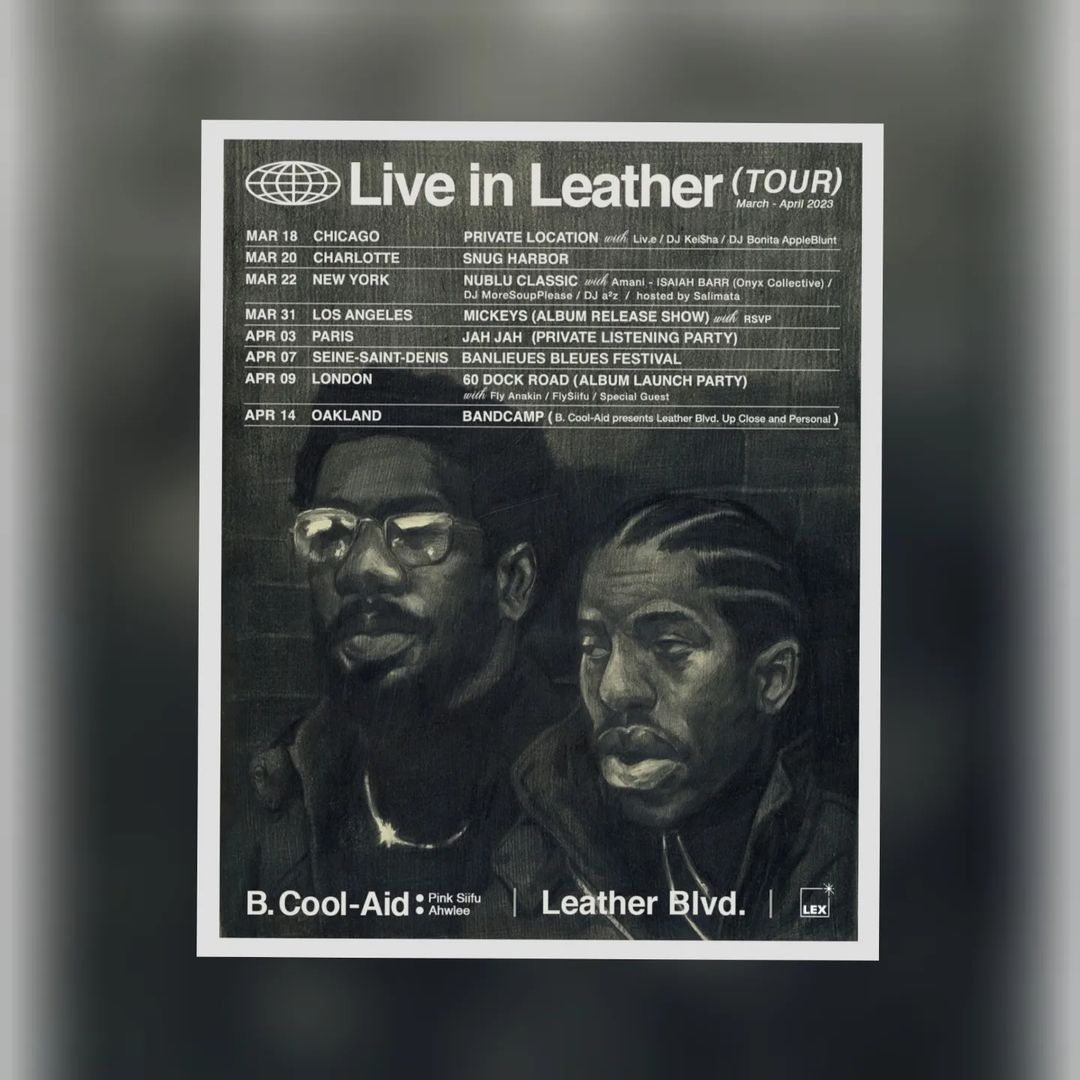 Live in Leather (TOUR)
March - April 2023
MAR 18 CHICAGO PRIVATE LOCATION with Liv.e / DJ Kei$ha / DJ Bonita AppleBlunt
MAR 20 CHARLOTTE SNUG HARBOR
MAR 22 NEW YORK NUBLU CLASSIC with Amani - ISAIAH BARR (Onyx Collective) /
DJ MoreSoupPlease / DJ a²z / hosted by Salimata
MAR 31 LOS ANGELES MICKEYS (ALBUM RELEASE SHOW) with RSVP
APR 03 PARIS JAH JAH (PRIVATE LISTENING PARTY)
APR 07 SEINE-SAINT-DENIS BANLIEUES BLEUES FESTIVAL
APR 09 LONDON 60 DOCK ROAD (ALBUM LAUNCH PARTY)
with Fly Anakin / Fly$iifu / Special Guest
APR 14 OAKLAND BANDCAMP ( B. Cool-Aid presents Leather Blvd. Up Close and Personal )
B. Cool-Aid : Pink Siifu
Ahwlee
| Leather Blvd. |
LEX